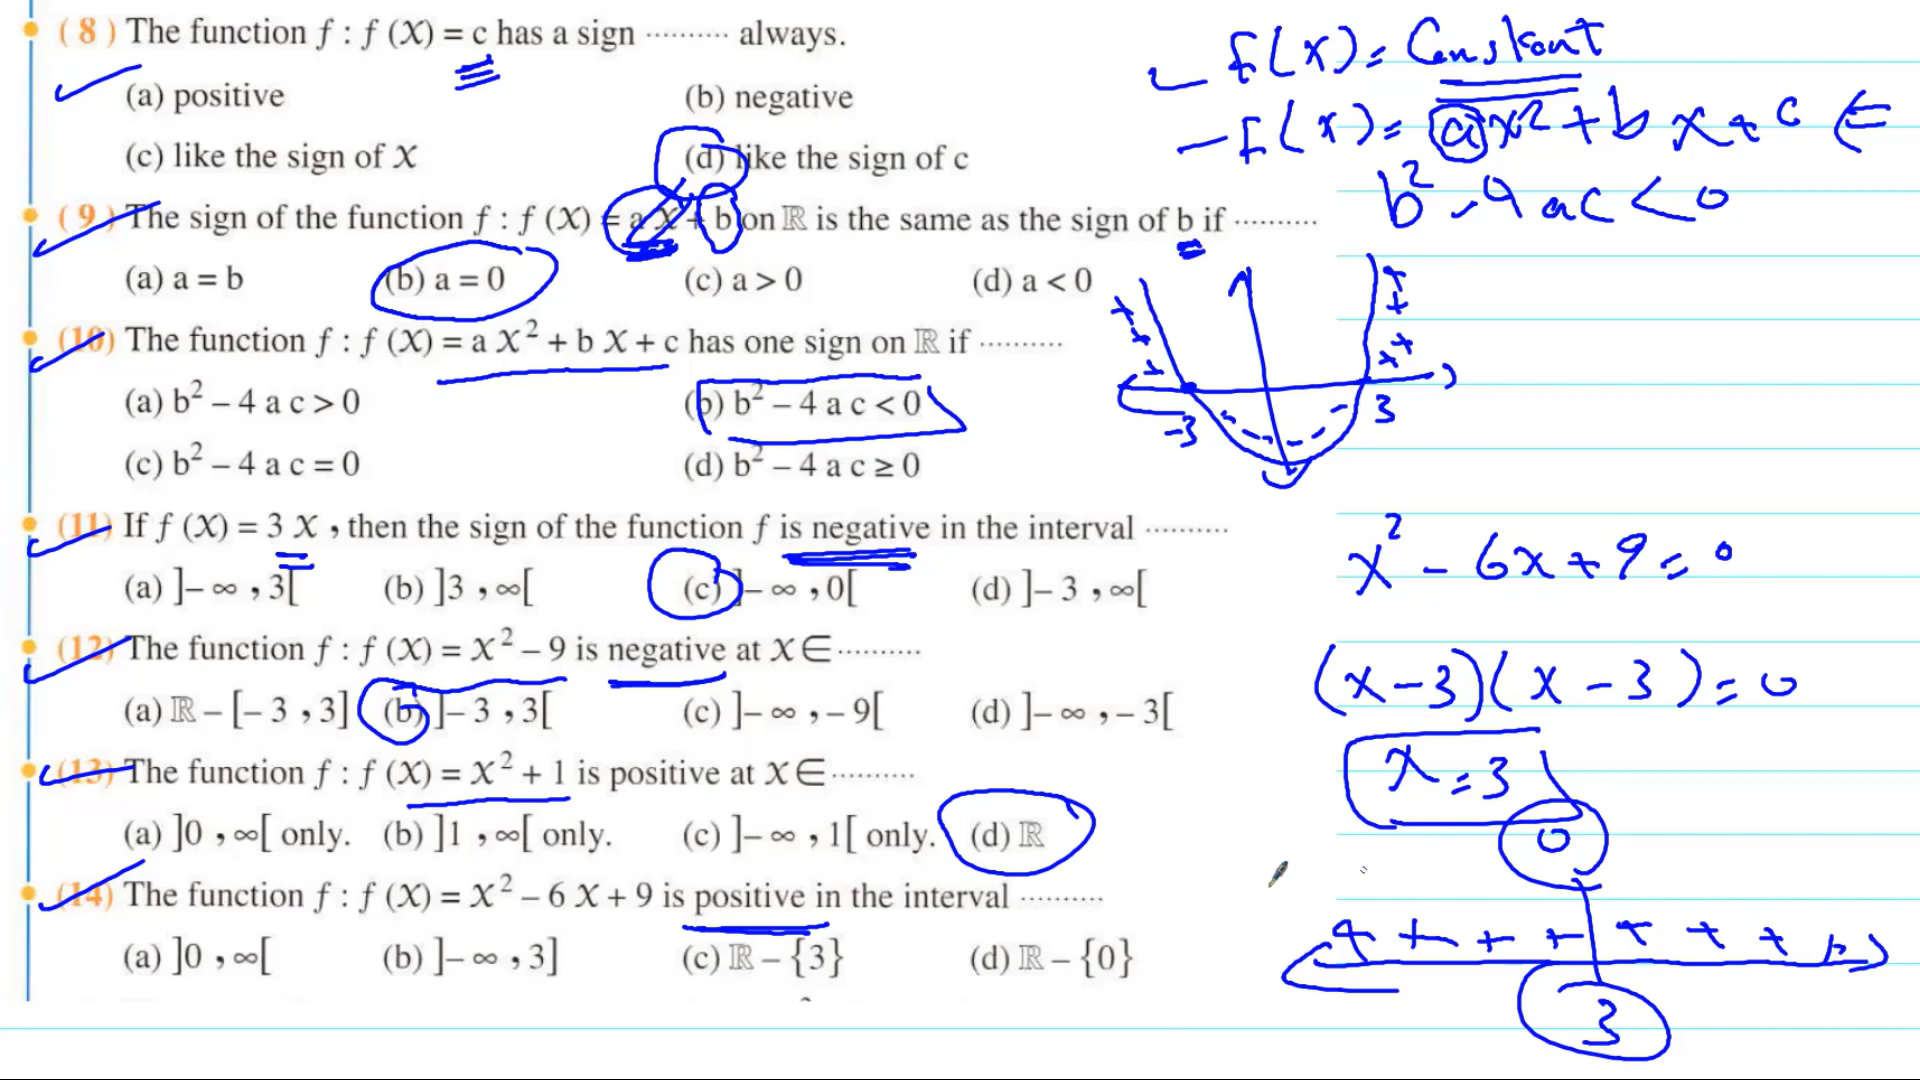 (8) The function f : f (X) = c has a sign ·········· always.
(a) positive (b) negative
(c) like the sign of X (d) like the sign of c
(9) The sign of the function f : f (X) = a X + b on ℝ is the same as the sign of b if ··········
(a) a = b (b) a = 0 (c) a > 0 (d) a < 0
(10) The function f : f (X) = a X² + b X + c has one sign on ℝ if ··········
(a) b² – 4 a c > 0 (b) b² – 4 a c < 0
(c) b² – 4 a c = 0 (d) b² – 4 a c ≥ 0
(11) If f (X) = 3 X , then the sign of the function f is negative in the interval ··········
(a) ]– ∞ , 3[ (b) ]3 , ∞[ (c) ]– ∞ , 0[ (d) ]– 3 , ∞[
(12) The function f : f (X) = X² – 9 is negative at X ∈ ··········
(a) ℝ – [– 3 , 3] (b) ]– 3 , 3[ (c) ]– ∞ , – 9[ (d) ]– ∞ , – 3[
(13) The function f : f (X) = X² + 1 is positive at X ∈ ··········
(a) ]0 , ∞[ only. (b) ]1 , ∞[ only. (c) ]– ∞ , 1[ only. (d) ℝ
(14) The function f : f (X) = X² – 6 X + 9 is positive in the interval ··········
(a) ]0 , ∞[ (b) ]– ∞ , 3] (c) ℝ – {3} (d) ℝ – {0}
f(x) = Constant
– f(x) = ax² + b x + c ∈
b² - 4ac < 0
+ + + + + +
-3 3
x² - 6x + 9 = 0
(x - 3)(x - 3) = 0
x = 3
0
+ + + + + + + +
3